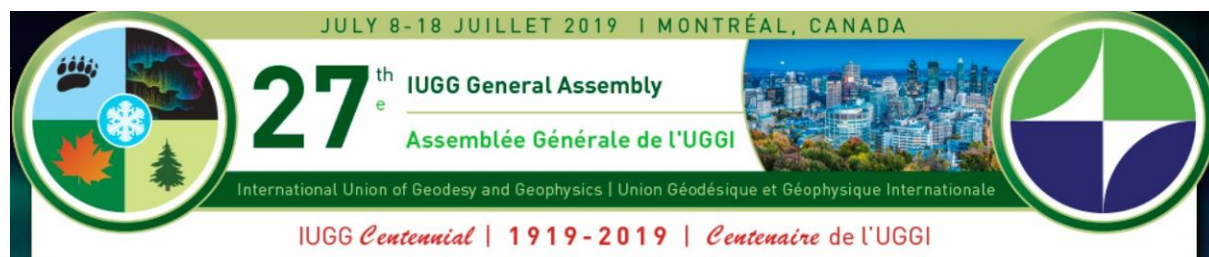 JULY 8-18 JUILLET 2019 I MONTRÉAL, CANADA
27th e
IUGG General Assembly
Assemblée Générale de l'UGGI
International Union of Geodesy and Geophysics | Union Géodésique et Géophysique Internationale
IUGG Centennial | 1919-2019 | Centenaire de l'UGGI